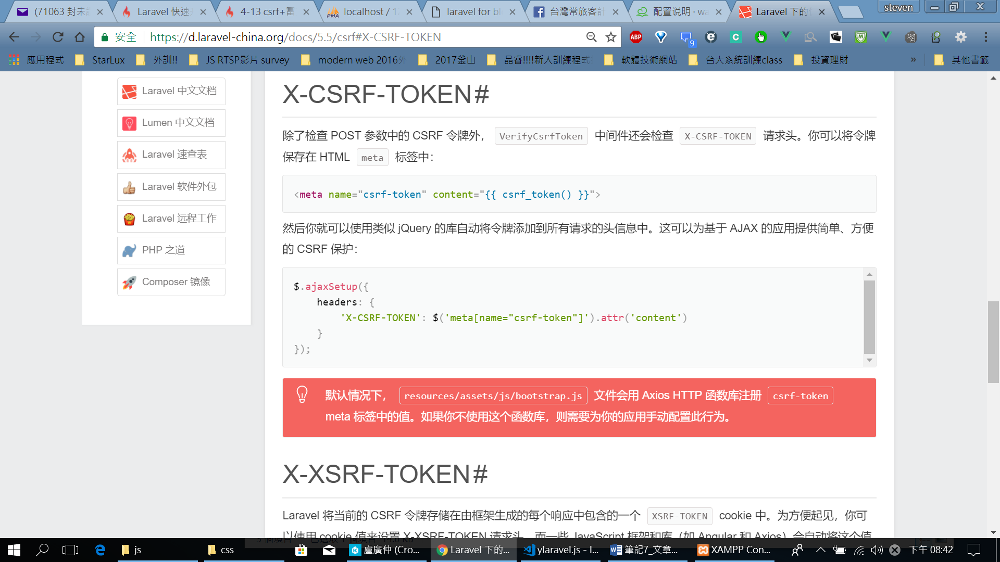 (71063 封未
Laravel 快速
4-13 csrf+富
localhost / 1
laravel for bl
台灣常旅客計
配置说明 · wa
Laravel 下的
steven
安全 https://d.laravel-china.org/docs/5.5/csrf#X-CSRF-TOKEN
ABP
9
應用程式
StarLux
外訓!!
JS RTSP影片 survey
modern web 2016外
2017釜山
晶睿!!!!新人訓練程式
軟體技術網站
台大系統訓練class
投資理財
»
其他書籤
Laravel 中文文档
Lumen 中文文档
Laravel 速查表
Laravel 软件外包
Laravel 远程工作
PHP 之道
Composer 镜像
X-CSRF-TOKEN#
除了检查 POST 参数中的 CSRF 令牌外， VerifyCsrfToken 中间件还会检查 X-CSRF-TOKEN 请求头。你可以将令牌
保存在 HTML meta 标签中：
<meta name="csrf-token" content="{{ csrf_token() }}">
然后你就可以使用类似 jQuery 的库自动将令牌添加到所有请求的头信息中。这可以为基于 AJAX 的应用提供简单、方便
的 CSRF 保护：
$.ajaxSetup({
headers: {
'X-CSRF-TOKEN': $('meta[name="csrf-token"]').attr('content')
}
});
默认情况下， resources/assets/js/bootstrap.js 文件会用 Axios HTTP 函数库注册 csrf-token
meta 标签中的值。如果你不使用这个函数库，则需要为你的应用手动配置此行为。
X-XSRF-TOKEN#
Laravel 将当前的 CSRF 令牌存储在由框架生成的每个响应中包含的一个 XSRF-TOKEN cookie 中。为方便起见，你可
以使用 cookie 值来设置 X-XSRF-TOKEN 请求头，而一些 JavaScript 框架和库（如 Angular 和 Axios）会自动将这个值
js
css
盧廣仲 (Cro...
Laravel 下的...
ylaravel.js - l...
筆記7_文章...
XAMPP Con...
下午 08:42